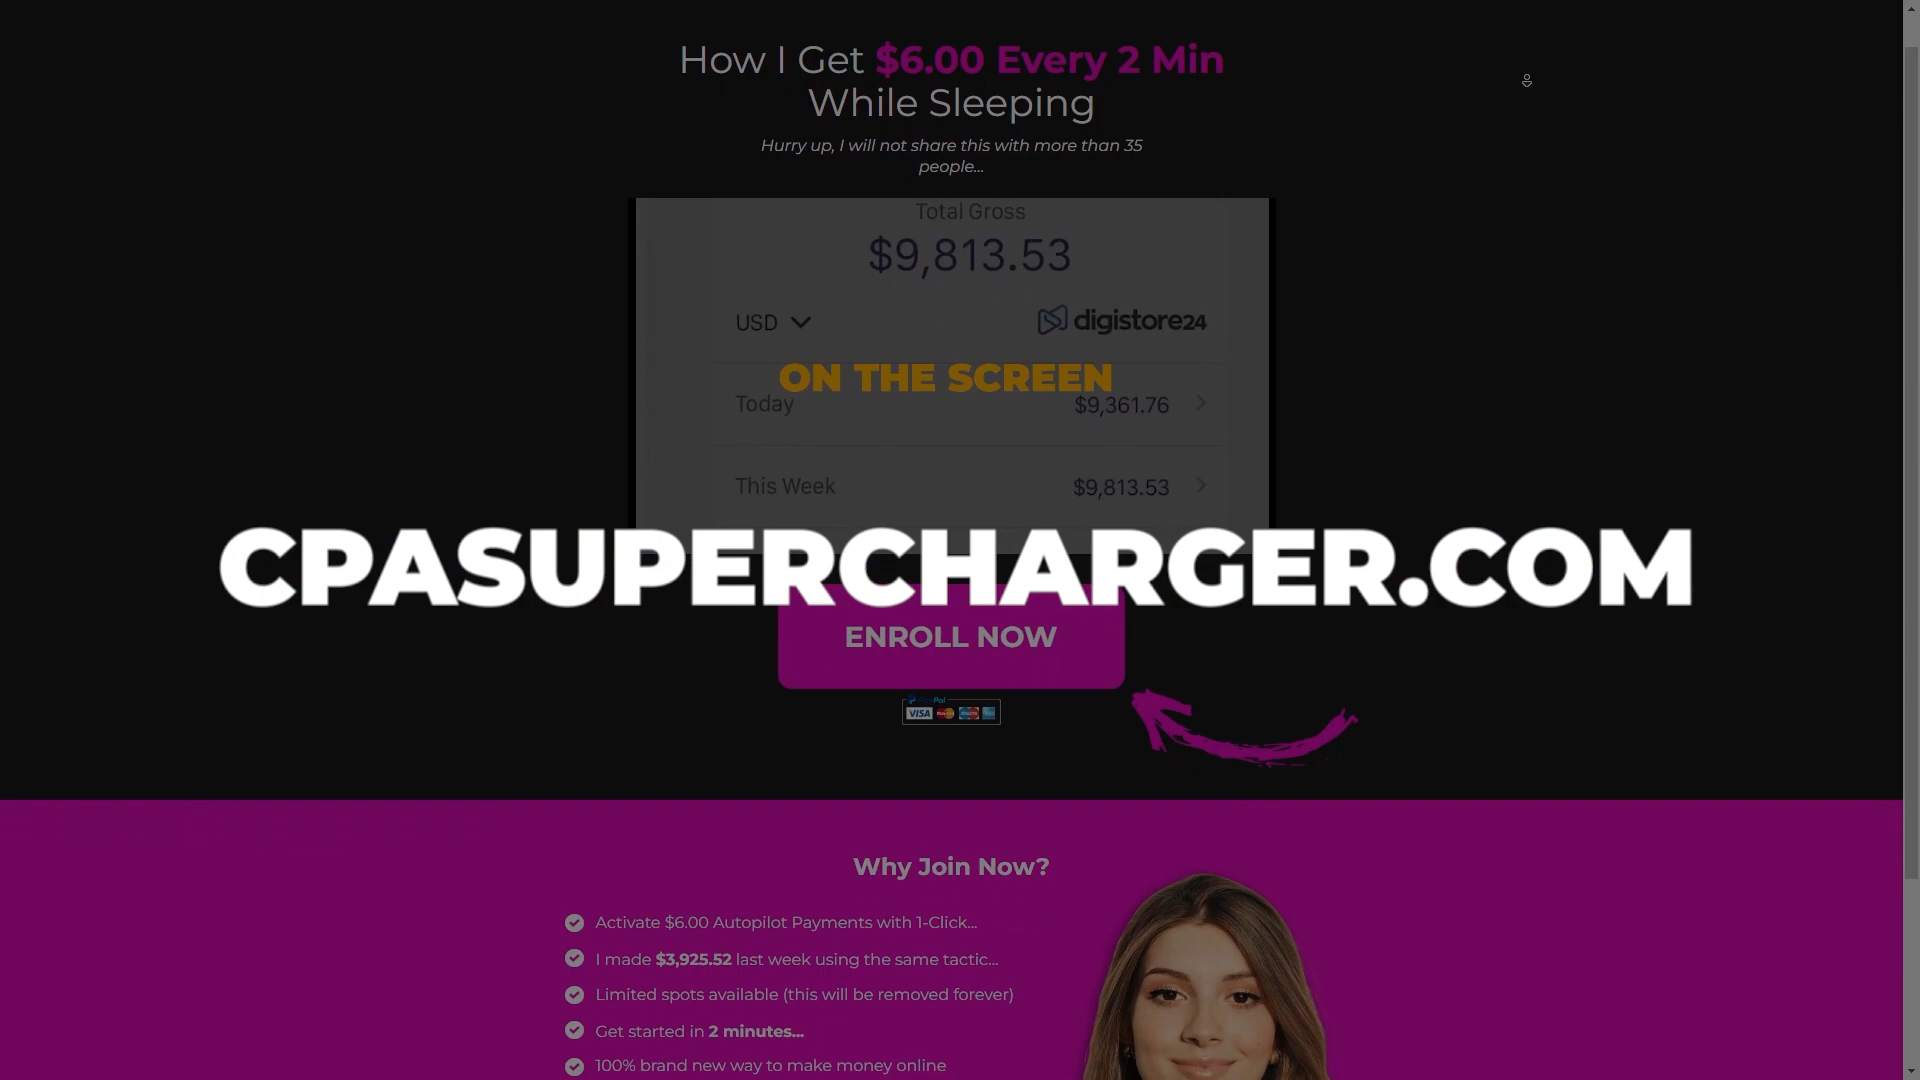 How I Get $6.00 Every 2 Min
While Sleeping
Hurry up, I will not share this with more than 35
people...
Total Gross
$9,813.53
USD
digistore24
ON THE SCREEN
Today $9,361.76
This Week $9,813.53
CPASUPERCHARGER.COM
ENROLL NOW
PayPal
VISA
Why Join Now?
Activate $6.00 Autopilot Payments with 1-Click...
I made $3,925.52 last week using the same tactic...
Limited spots available (this will be removed forever)
Get started in 2 minutes...
100% brand new way to make money online